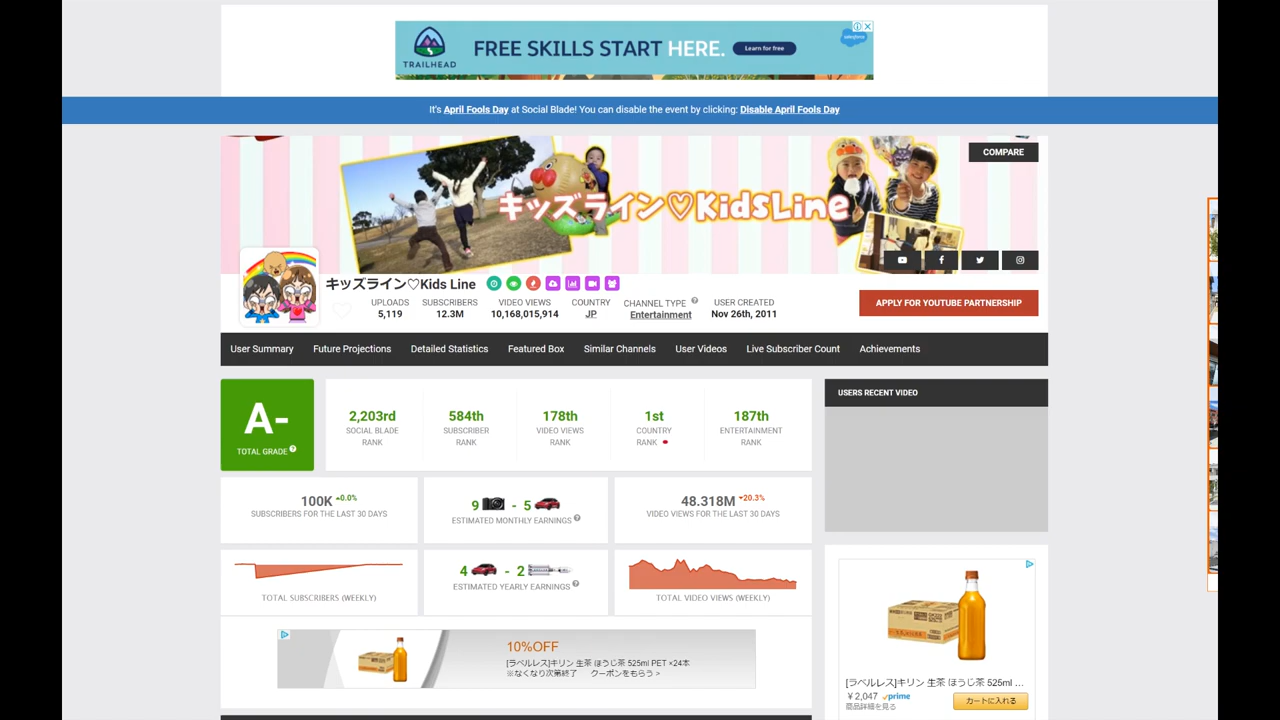 TRAILHEAD
FREE SKILLS START HERE.
Learn for free
salesforce
It's April Fools Day at Social Blade! You can disable the event by clicking: Disable April Fools Day
COMPARE
キッズライン♡KidsLine
キッズライン♡Kids Line
UPLOADS
5,119
SUBSCRIBERS
12.3M
VIDEO VIEWS
10,168,015,914
COUNTRY
JP
CHANNEL TYPE
Entertainment
USER CREATED
Nov 26th, 2011
APPLY FOR YOUTUBE PARTNERSHIP
User Summary
Future Projections
Detailed Statistics
Featured Box
Similar Channels
User Videos
Live Subscriber Count
Achievements
A-
TOTAL GRADE
2,203rd
SOCIAL BLADE
RANK
584th
SUBSCRIBER
RANK
178th
VIDEO VIEWS
RANK
1st
COUNTRY
RANK
187th
ENTERTAINMENT
RANK
USERS RECENT VIDEO
100K 0.0%
SUBSCRIBERS FOR THE LAST 30 DAYS
9 - 5
ESTIMATED MONTHLY EARNINGS
48.318M 20.3%
VIDEO VIEWS FOR THE LAST 30 DAYS
TOTAL SUBSCRIBERS (WEEKLY)
4 - 2
ESTIMATED YEARLY EARNINGS
TOTAL VIDEO VIEWS (WEEKLY)
10%OFF
[ラベルレス]キリン 生茶 ほうじ茶 525ml PET ×24本
※なくなり次第終了 クーポンをもらう >
[ラベルレス]キリン 生茶 ほうじ茶 525ml ...
¥2,047 prime
商品詳細を見る
カートに入れる